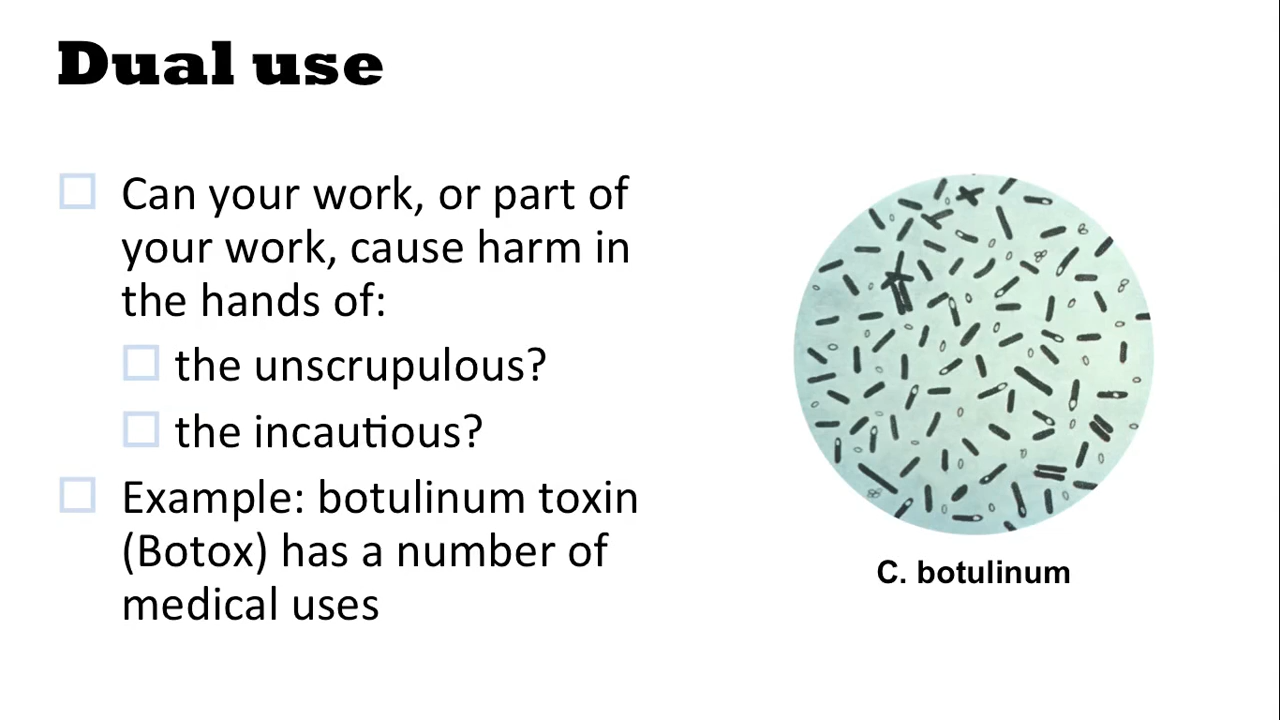 Dual use
Can your work, or part of
your work, cause harm in
the hands of:
the unscrupulous?
the incautious?
Example: botulinum toxin
(Botox) has a number of
medical uses
C. botulinum